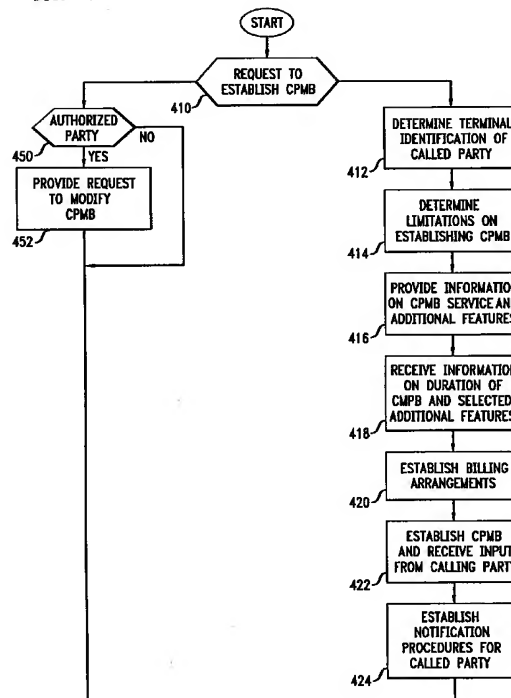 START
REQUEST TO
ESTABLISH CPMB
410
AUTHORIZED
PARTY
450
NO
YES
PROVIDE REQUEST
TO MODIFY
CPMB
452
DETERMINE TERMINAL
IDENTIFICATION OF
CALLED PARTY
412
DETERMINE
LIMITATIONS ON
ESTABLISHING CPMB
414
PROVIDE INFORMATIO
ON CPMB SERVICE AN
ADDITIONAL FEATURES
416
RECEIVE INFORMATION
ON DURATION OF
CMPB AND SELECTED
ADDITIONAL FEATURES
418
ESTABLISH BILLING
ARRANGEMENTS
420
ESTABLISH CPMB
AND RECEIVE INPUT
FROM CALLING PARTY
422
ESTABLISH
NOTIFICATION
PROCEDURES FOR
CALLED PARTY
424